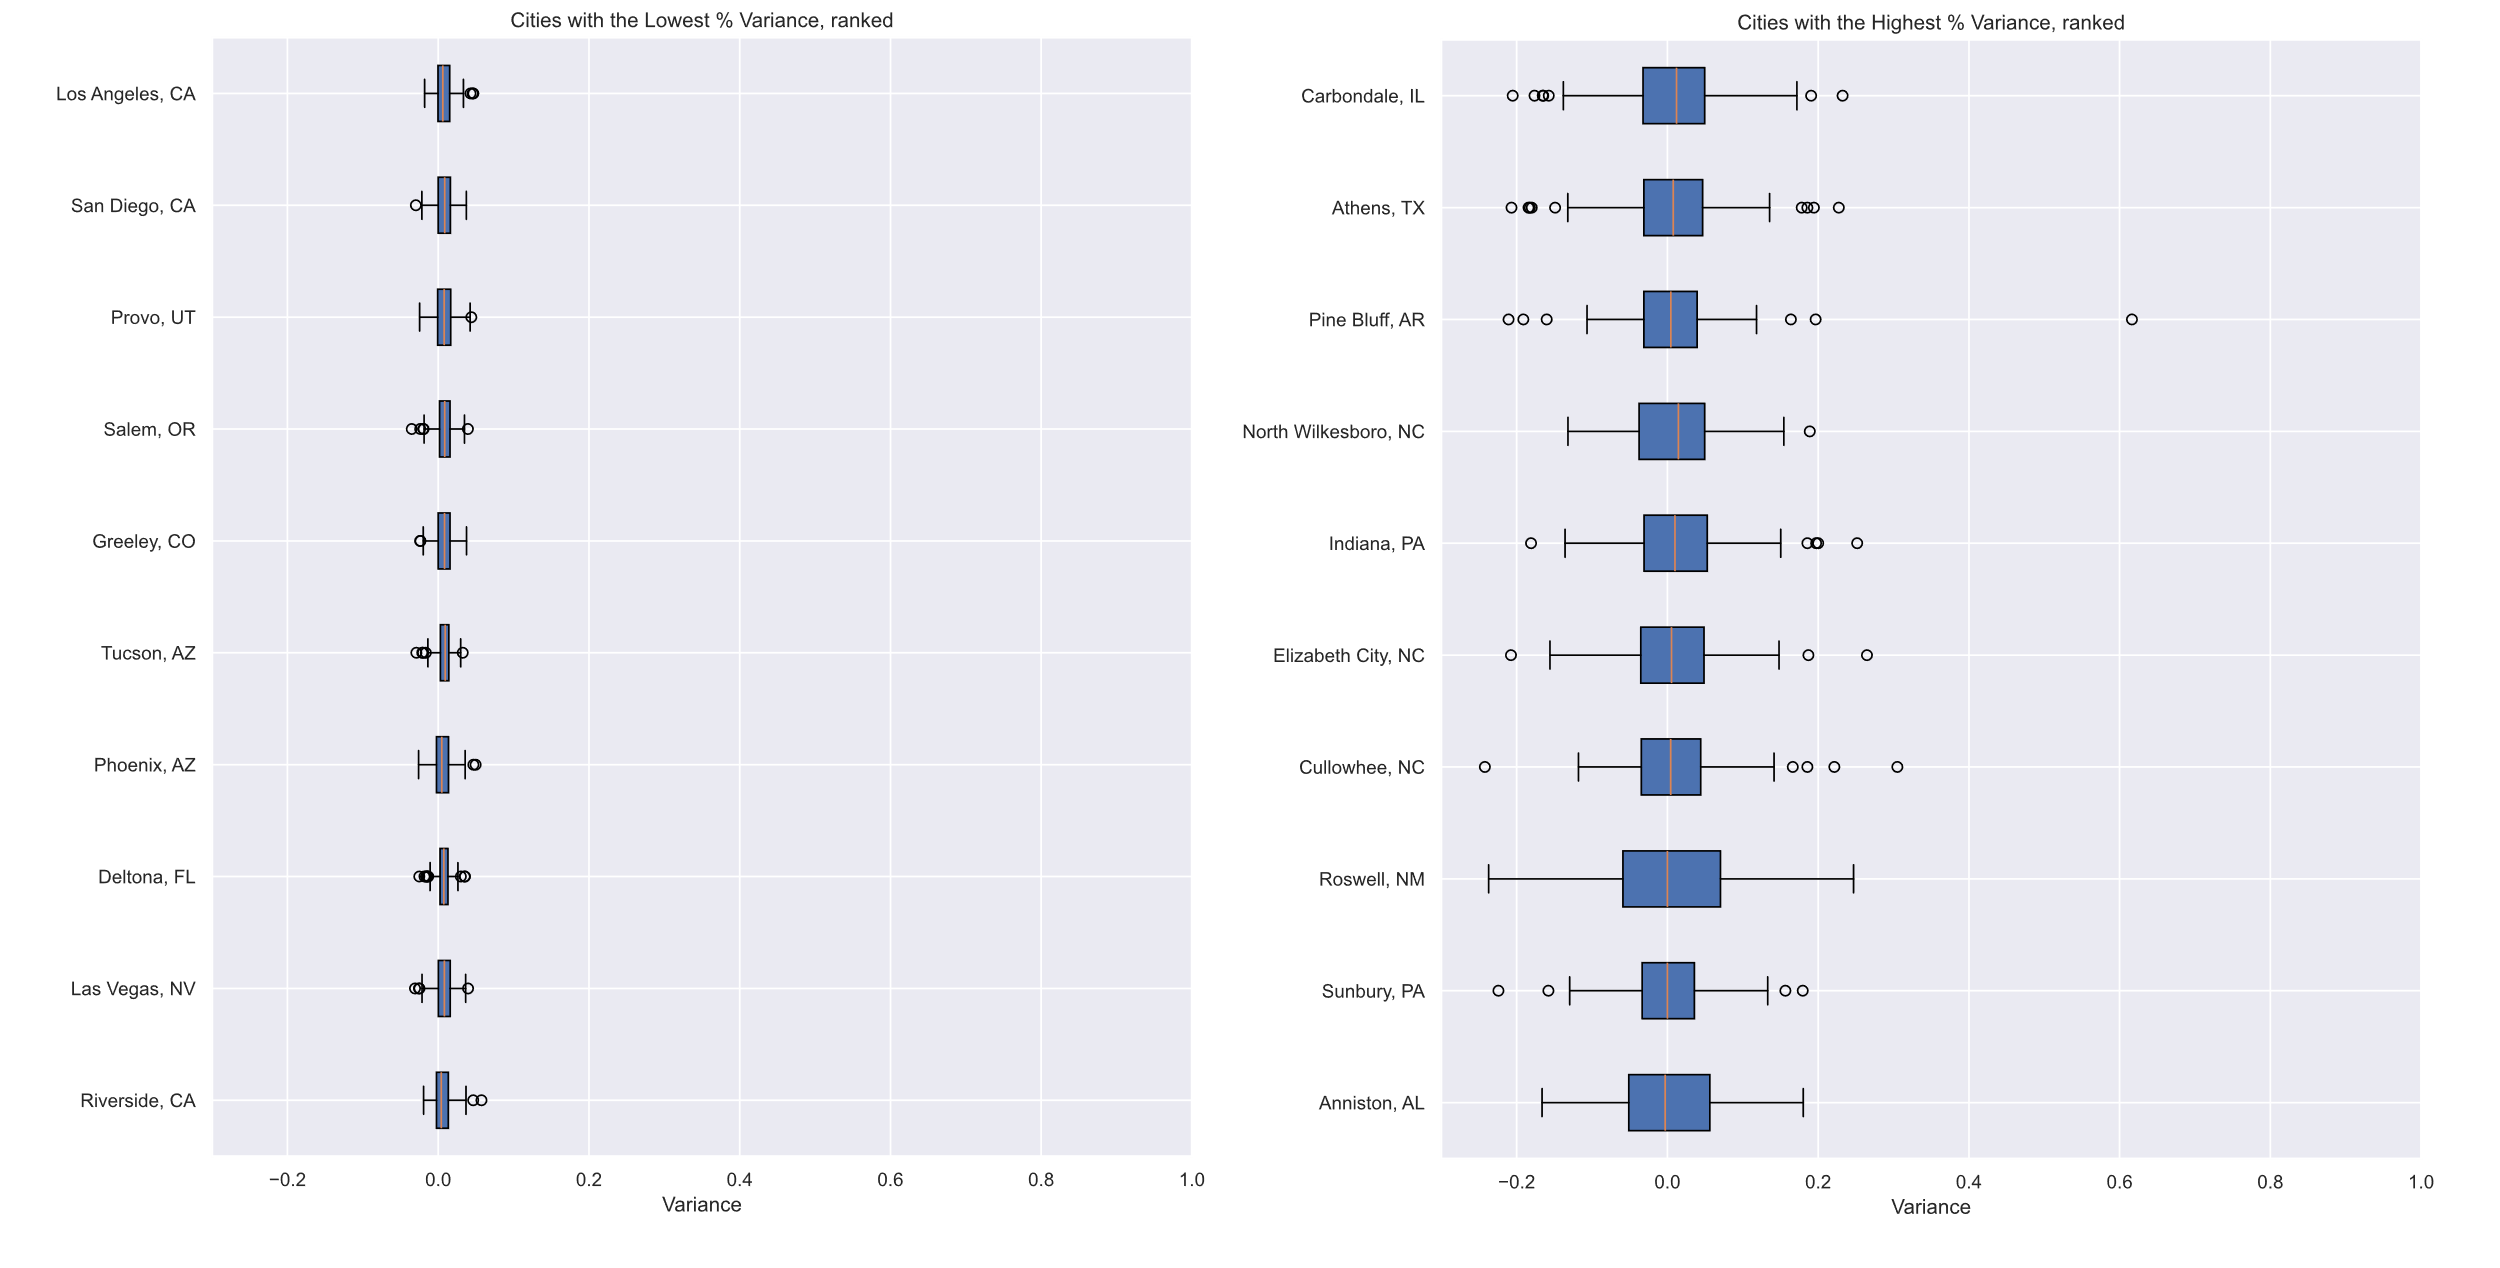 Cities with the Lowest % Variance, ranked
Los Angeles, CA
San Diego, CA
Provo, UT
Salem, OR
Greeley, CO
Tucson, AZ
Phoenix, AZ
Deltona, FL
Las Vegas, NV
Riverside, CA
−0.2 0.0 0.2 0.4 0.6 0.8 1.0
Variance
Cities with the Highest % Variance, ranked
Carbondale, IL
Athens, TX
Pine Bluff, AR
North Wilkesboro, NC
Indiana, PA
Elizabeth City, NC
Cullowhee, NC
Roswell, NM
Sunbury, PA
Anniston, AL
−0.2 0.0 0.2 0.4 0.6 0.8 1.0
Variance